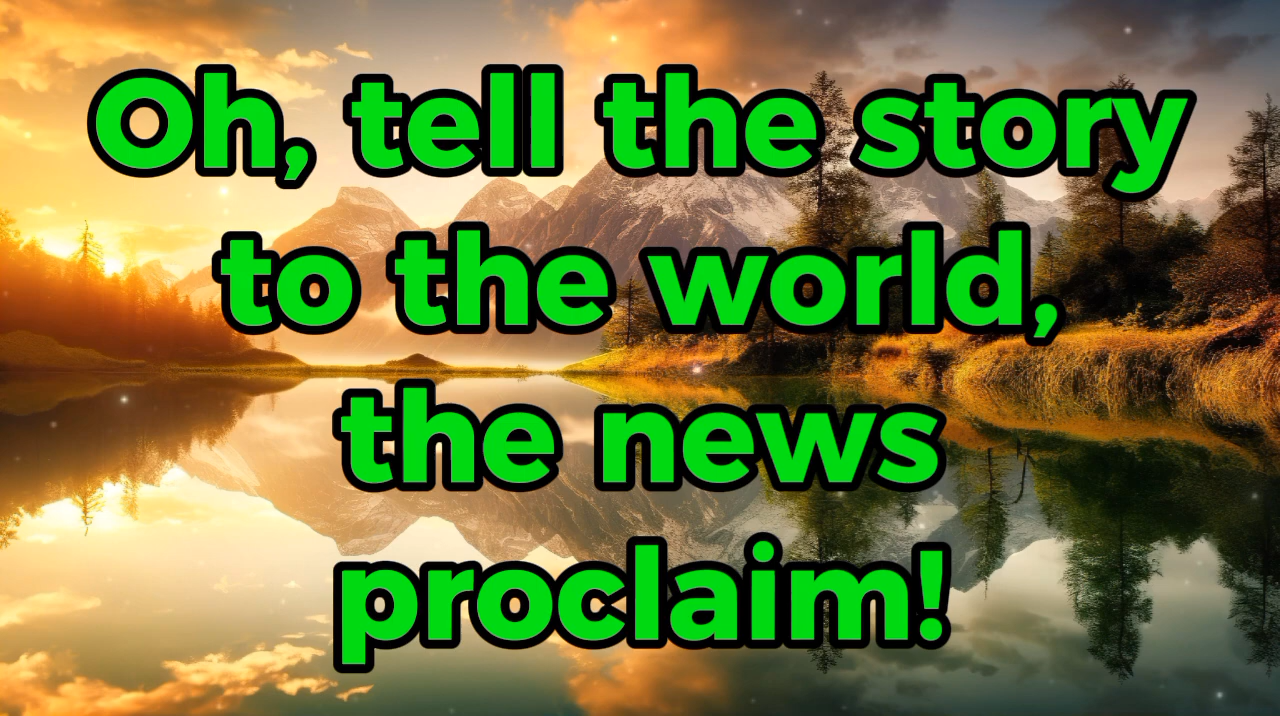 Oh, tell the story
to the world,
the news
proclaim!